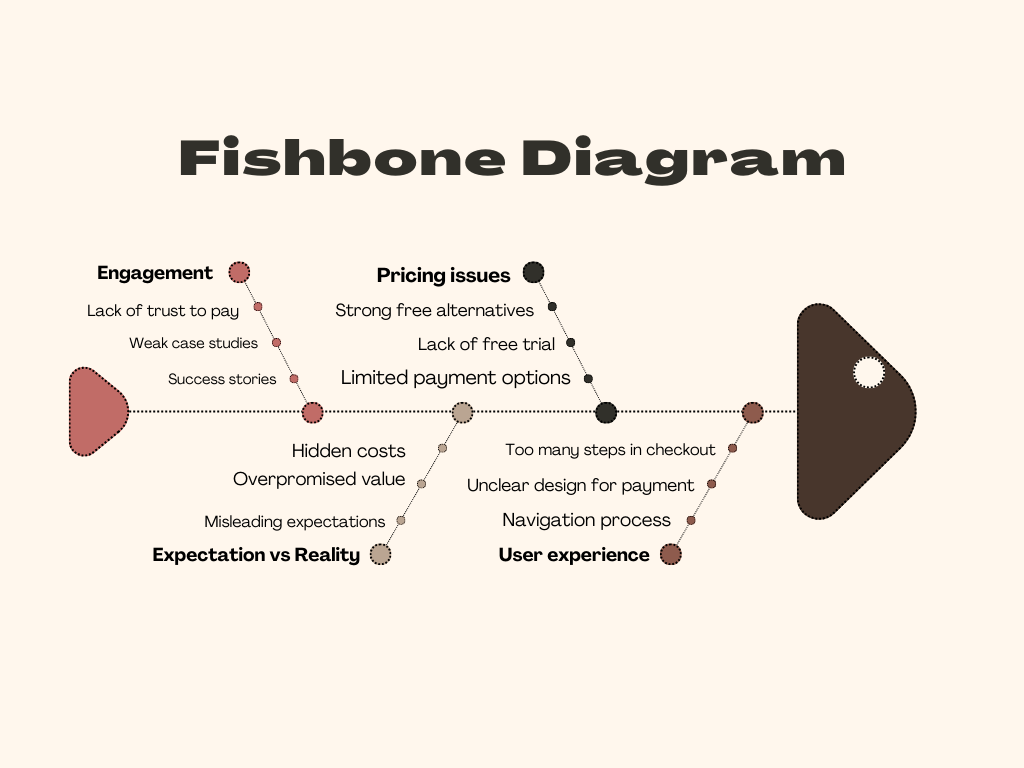 Fishbone Diagram
Engagement
Lack of trust to pay
Weak case studies
Success stories
Pricing issues
Strong free alternatives
Lack of free trial
Limited payment options
Hidden costs
Overpromised value
Misleading expectations
Expectation vs Reality
Too many steps in checkout
Unclear design for payment
Navigation process
User experience